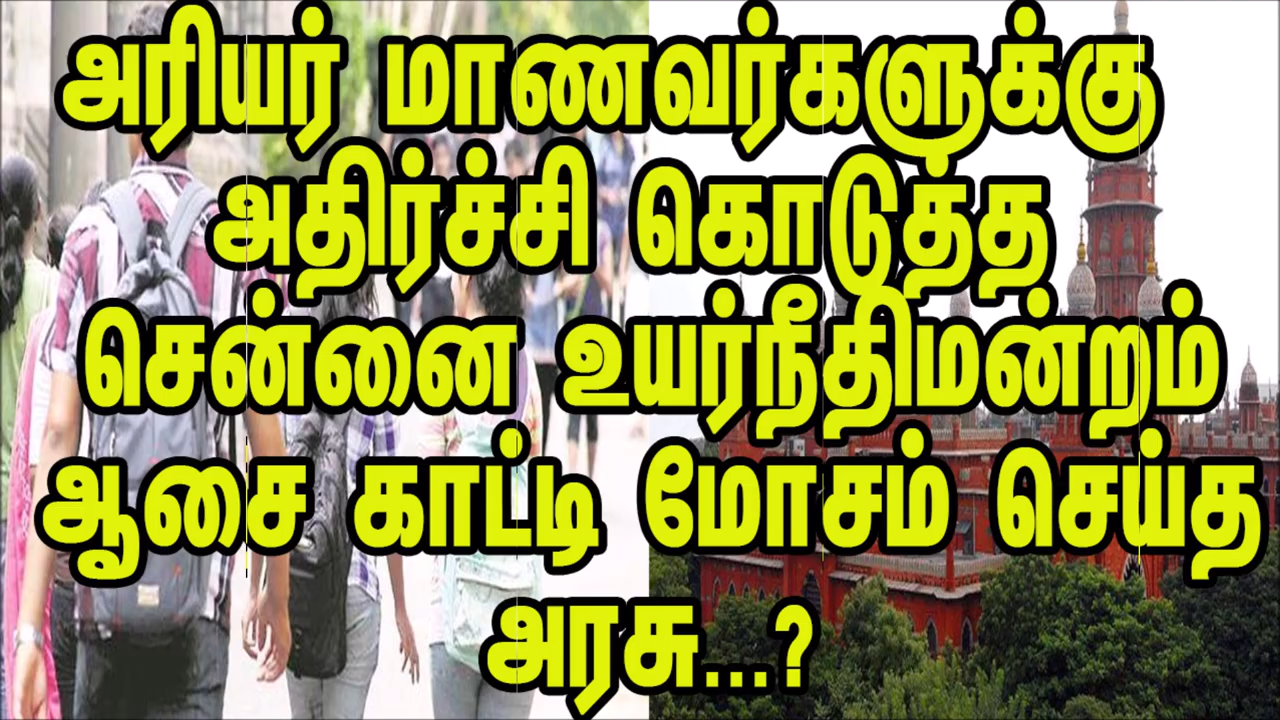 அரியர் மாணவர்களுக்கு
அதிர்ச்சி கொடுத்த
சென்னை உயர்நீதிமன்றம்
ஆசை காட்டி மோசம் செய்த
அரசு...?